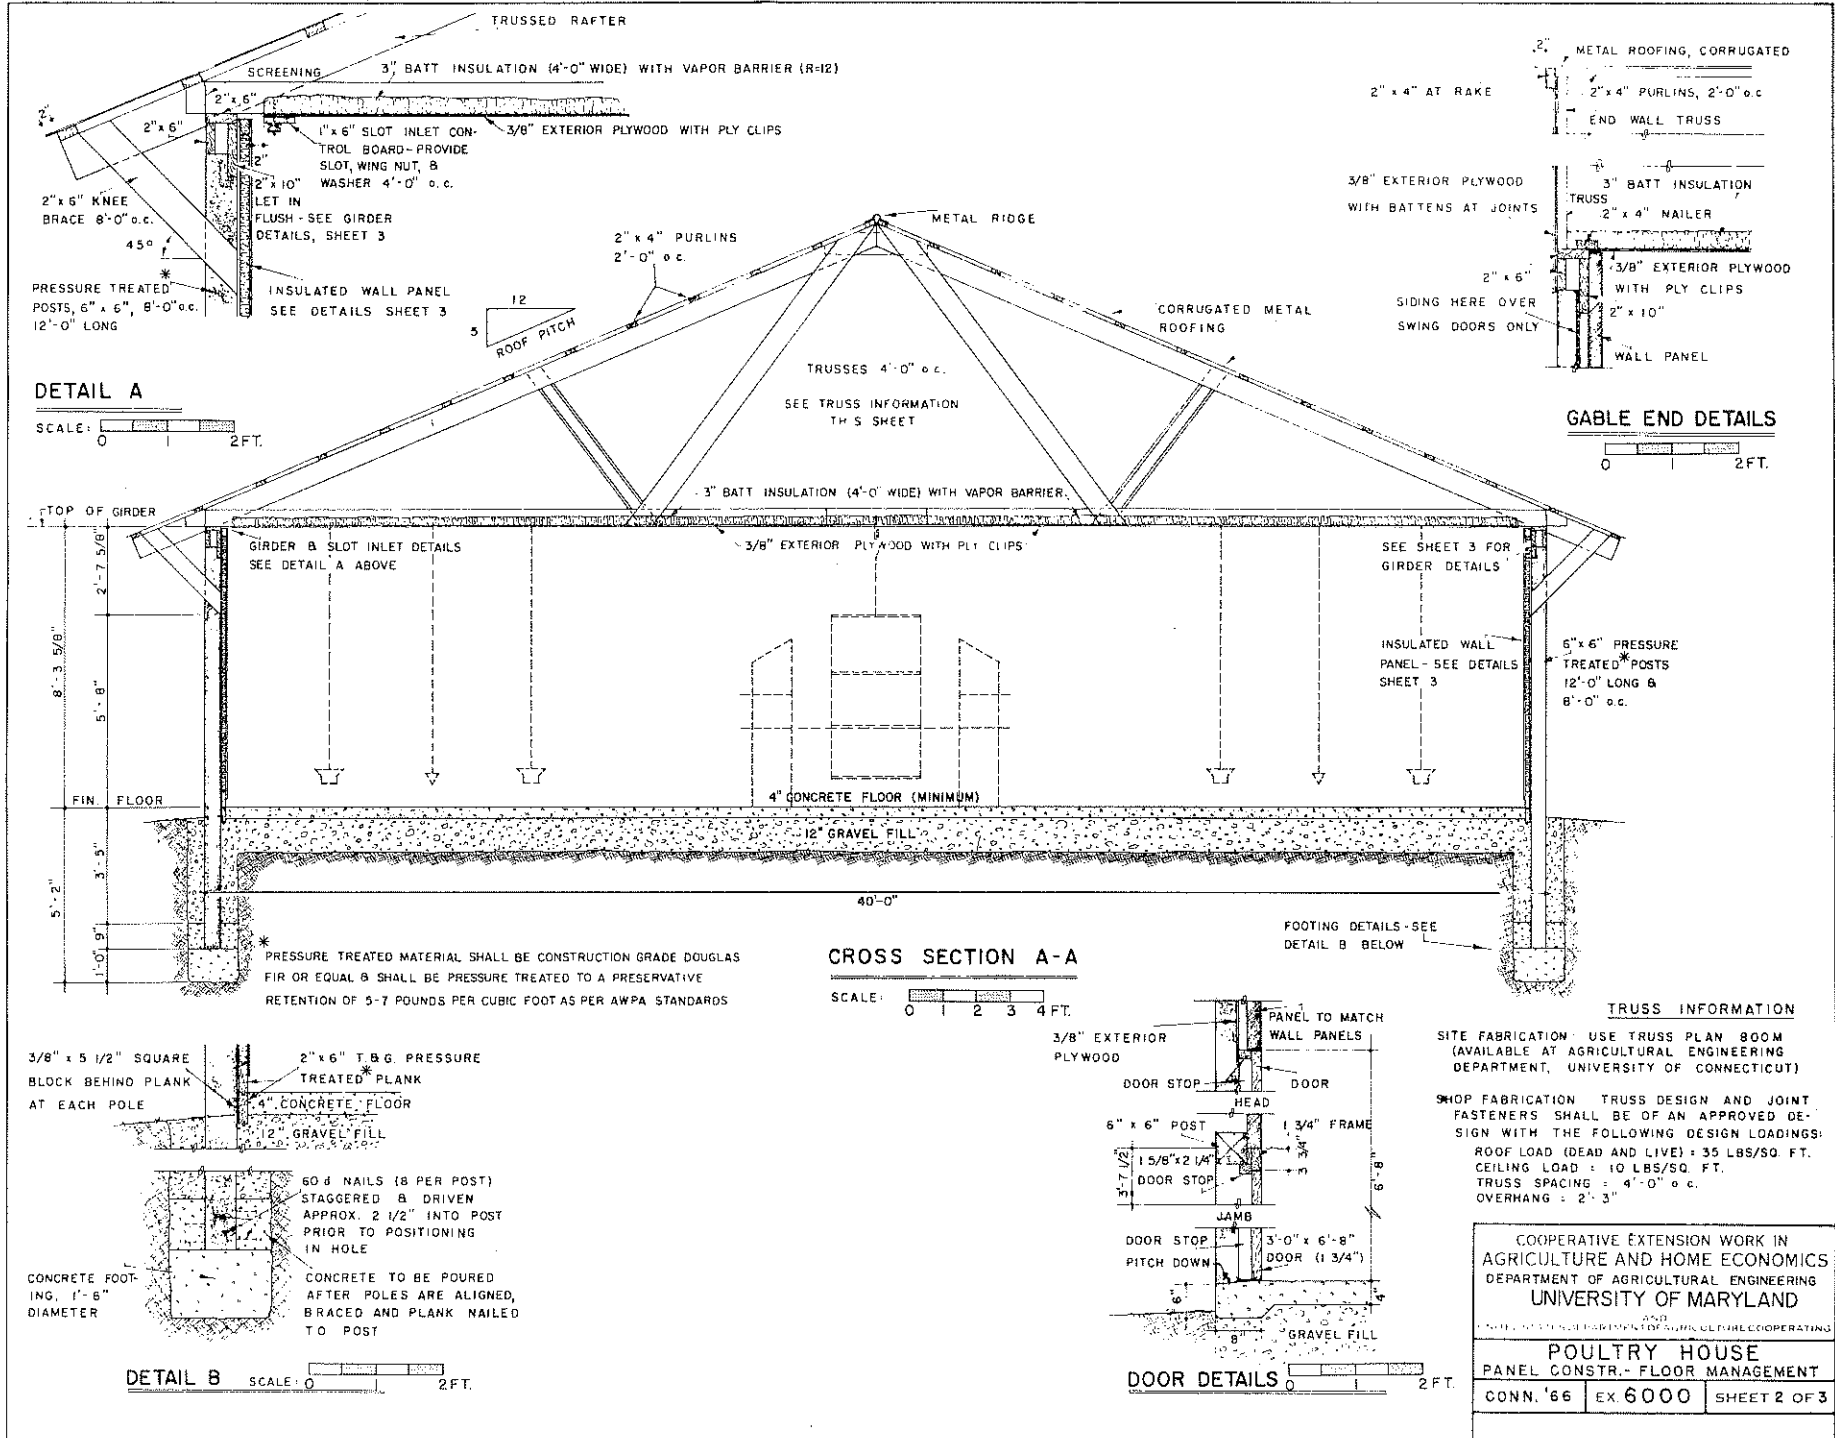 TRUSSED RAFTER
SCREENING
3" BATT INSULATION (4'-0" WIDE) WITH VAPOR BARRIER (R=12)
2"
2" x 6"
2" x 6"
1" x 6" SLOT INLET CON-
TROL BOARD-PROVIDE
SLOT, WING NUT, &
WASHER 4'-0" o.c.
3/8" EXTERIOR PLYWOOD WITH PLY CLIPS
2"
2" x 10"
LET IN
FLUSH - SEE GIRDER
DETAILS, SHEET 3
2" x 6" KNEE
BRACE 8'-0" o.c.
45°
PRESSURE TREATED *
POSTS, 6" x 6", 8'-0" o.c.
12'-0" LONG
INSULATED WALL PANEL
SEE DETAILS SHEET 3
DETAIL A
SCALE: 0 1 2 FT.
12
5
ROOF PITCH
2" x 4" PURLINS
2'-0" o.c.
METAL RIDGE
CORRUGATED METAL
ROOFING
TRUSSES 4'-0" o.c.
SEE TRUSS INFORMATION
TH S SHEET
2"
METAL ROOFING, CORRUGATED
2" x 4" AT RAKE
2" x 4" PURLINS, 2'-0" o.c
END WALL TRUSS
3/8" EXTERIOR PLYWOOD
WITH BATTENS AT JOINTS
3" BATT INSULATION
TRUSS
2" x 4" NAILER
2" x 6"
3/8" EXTERIOR PLYWOOD
WITH PLY CLIPS
SIDING HERE OVER
SWING DOORS ONLY
2" x 10"
WALL PANEL
GABLE END DETAILS
0 1 2 FT.
TOP OF GIRDER
3" BATT INSULATION (4'-0" WIDE) WITH VAPOR BARRIER
3/8" EXTERIOR PLYWOOD WITH PLY CLIPS
GIRDER & SLOT INLET DETAILS
SEE DETAIL A ABOVE
SEE SHEET 3 FOR
GIRDER DETAILS
2'-7 5/8"
8'-3 5/8"
5'-8"
INSULATED WALL
PANEL - SEE DETAILS
SHEET 3
6" x 6" PRESSURE
TREATED * POSTS
12'-0" LONG &
8'-0" o.c.
FIN. FLOOR
4" CONCRETE FLOOR (MINIMUM)
12" GRAVEL FILL
5'-2"
3'-5"
9"
1'-0"
40'-0"
FOOTING DETAILS - SEE
DETAIL B BELOW
* PRESSURE TREATED MATERIAL SHALL BE CONSTRUCTION GRADE DOUGLAS
FIR OR EQUAL & SHALL BE PRESSURE TREATED TO A PRESERVATIVE
RETENTION OF 5-7 POUNDS PER CUBIC FOOT AS PER AWPA STANDARDS
CROSS SECTION A-A
SCALE: 0 1 2 3 4 FT.
3/8" x 5 1/2" SQUARE
BLOCK BEHIND PLANK
AT EACH POLE
2" x 6" T.& G. PRESSURE
TREATED * PLANK
4" CONCRETE FLOOR
12" GRAVEL FILL
60 d NAILS (8 PER POST)
STAGGERED & DRIVEN
APPROX. 2 1/2" INTO POST
PRIOR TO POSITIONING
IN HOLE
CONCRETE FOOT-
ING, 1'-6"
DIAMETER
CONCRETE TO BE POURED
AFTER POLES ARE ALIGNED,
BRACED AND PLANK NAILED
TO POST
DETAIL B SCALE: 0 1 2 FT.
3/8" EXTERIOR
PLYWOOD
PANEL TO MATCH
WALL PANELS
DOOR STOP
DOOR
HEAD
6" x 6" POST
1 3/4" FRAME
1 5/8" x 2 1/4"
DOOR STOP
3'-7 1/2"
3 3/4"
6'-8"
JAMB
DOOR STOP
PITCH DOWN
3'-0" x 6'-8"
DOOR (1 3/4")
6"
4"
8"
GRAVEL FILL
DOOR DETAILS 0 1 2 FT.
TRUSS INFORMATION
SITE FABRICATION USE TRUSS PLAN 800M
(AVAILABLE AT AGRICULTURAL ENGINEERING
DEPARTMENT, UNIVERSITY OF CONNECTICUT)
SHOP FABRICATION TRUSS DESIGN AND JOINT
FASTENERS SHALL BE OF AN APPROVED DE-
SIGN WITH THE FOLLOWING DESIGN LOADINGS:
ROOF LOAD (DEAD AND LIVE) = 35 LBS/SQ. FT.
CEILING LOAD = 10 LBS/SQ. FT.
TRUSS SPACING = 4'-0" o.c.
OVERHANG = 2'-3"
COOPERATIVE EXTENSION WORK IN
AGRICULTURE AND HOME ECONOMICS
DEPARTMENT OF AGRICULTURAL ENGINEERING
UNIVERSITY OF MARYLAND
AND
UNITED STATES DEPARTMENT OF AGRICULTURE COOPERATING
POULTRY HOUSE
PANEL CONSTR.- FLOOR MANAGEMENT
CONN. '66 EX. 6000 SHEET 2 OF 3